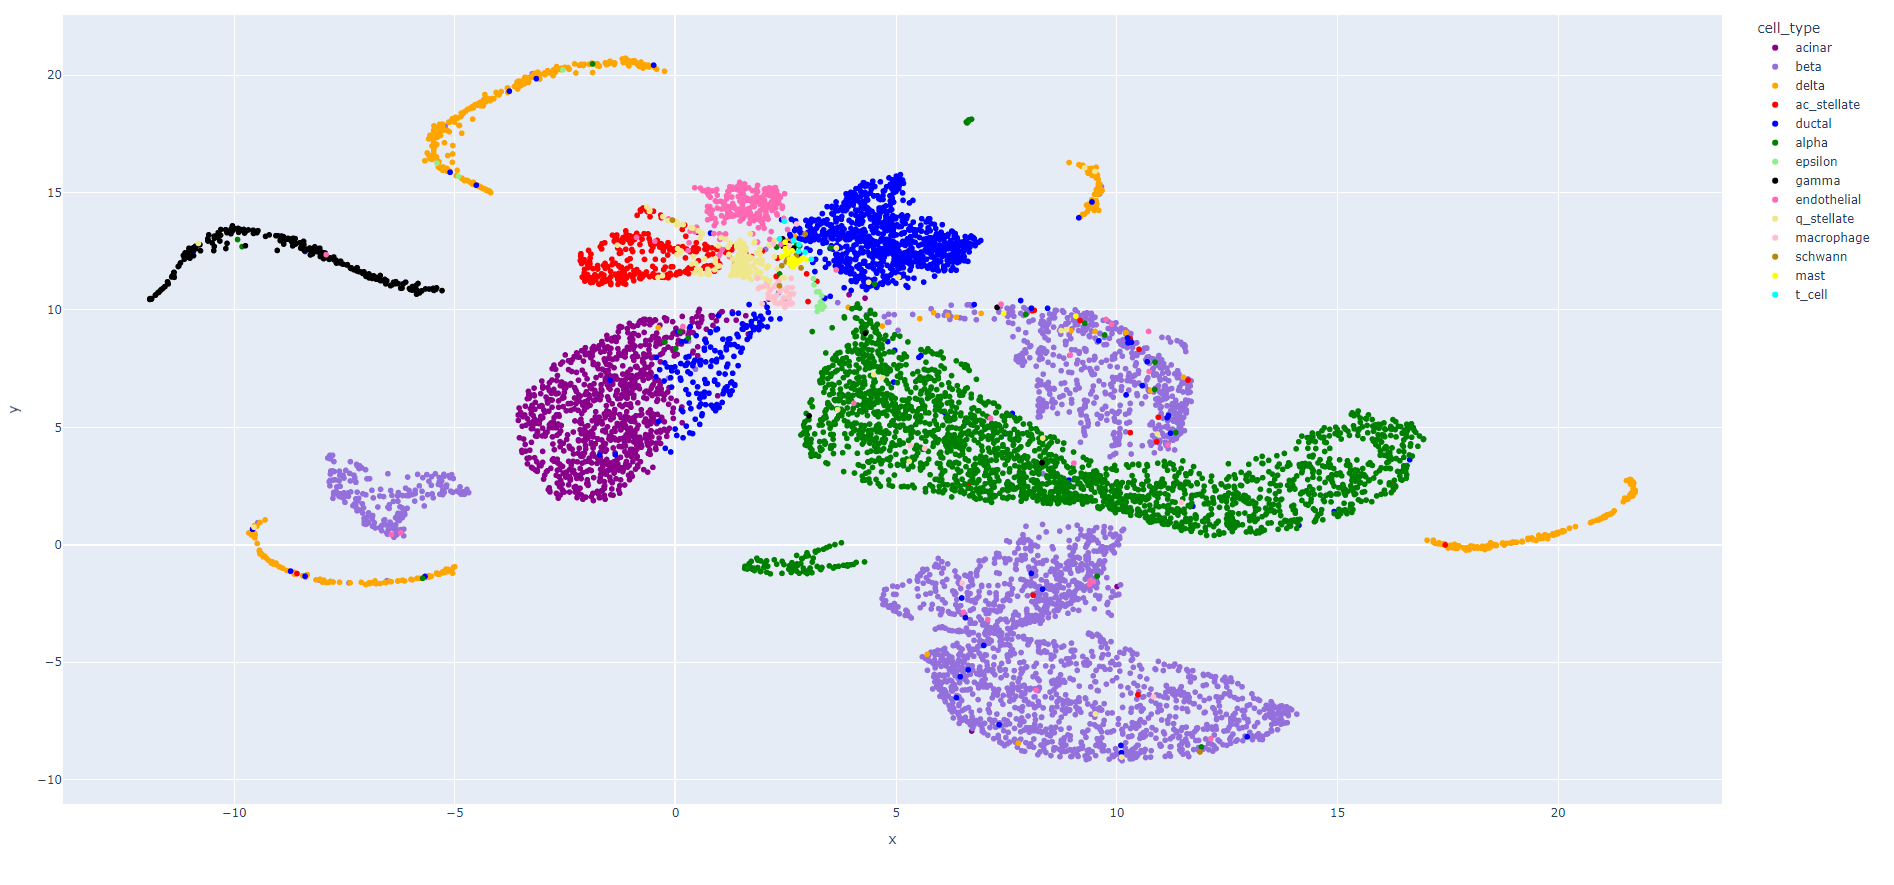 cell_type
acinar
beta
delta
ac_stellate
ductal
alpha
epsilon
gamma
endothelial
q_stellate
macrophage
schwann
mast
t_cell
20
15
10
5
0
−5
−10
y
−10 −5 0 5 10 15 20
x